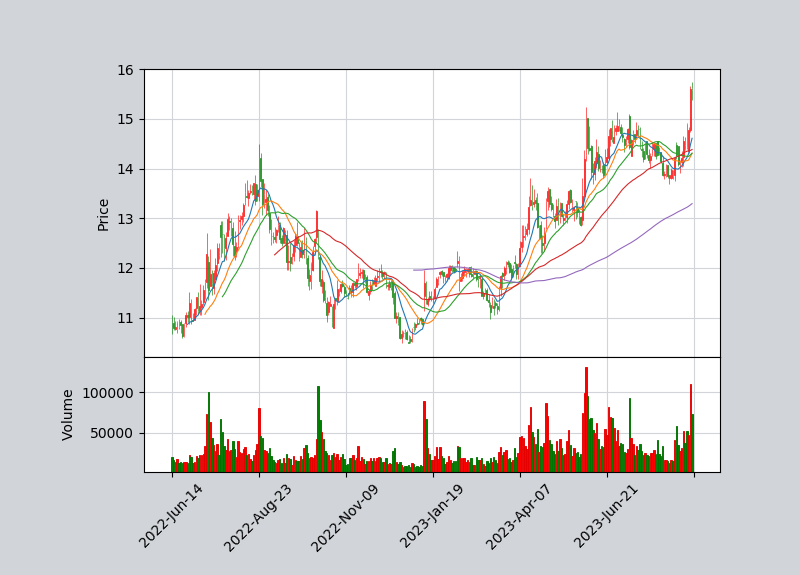 16
15
14
13
12
11
Price
100000
50000
Volume
2022-Jun-14
2022-Aug-23
2022-Nov-09
2023-Jan-19
2023-Apr-07
2023-Jun-21